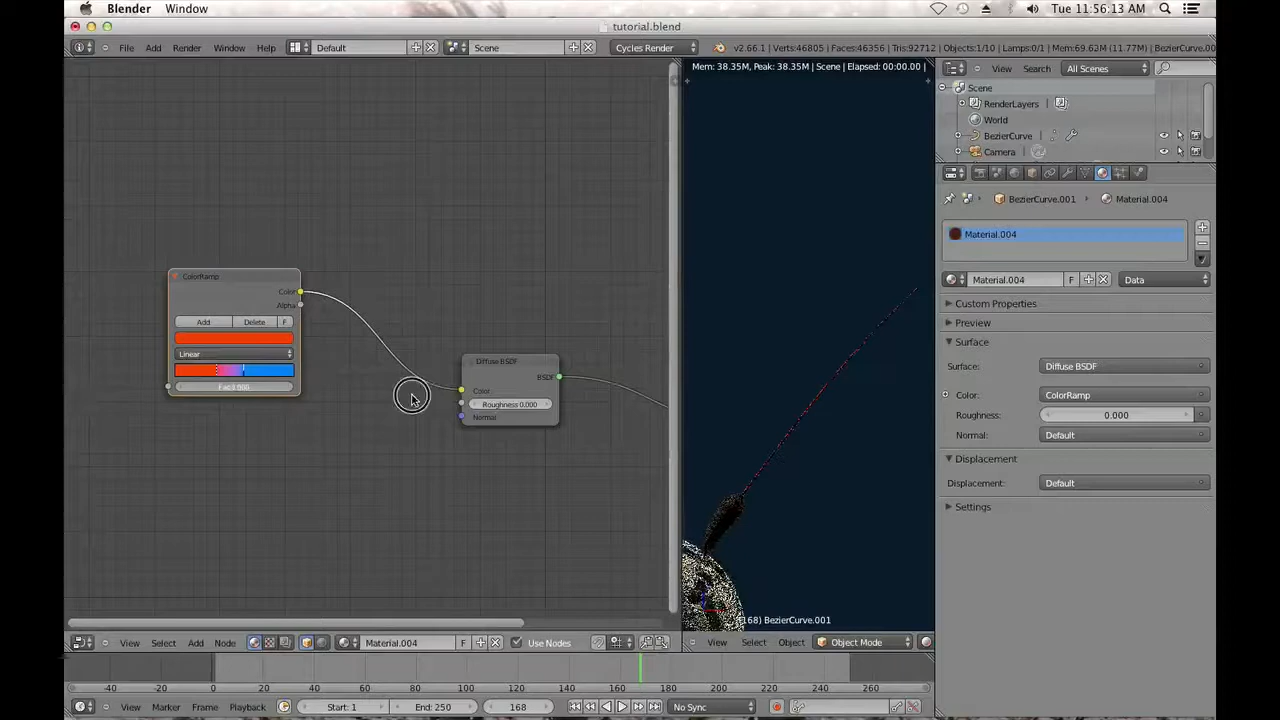 Blender Window
Tue 11:56:13 AM
tutorial.blend
File Add Render Window Help
Default
Scene
Cycles Render
v2.66.1 | Verts:46805 | Faces:46356 | Tris:92712 | Objects:1/10 | Lamps:0/1 | Mem:69.62M (11.77M) | BezierCurve.00
Mem: 38.35M, Peak: 38.35M | Scene | Elapsed: 00:00.00 |
View Search All Scenes
Scene
RenderLayers
World
BezierCurve
Camera
BezierCurve.001
Material.004
Material.004
Material.004 F Data
Custom Properties
Preview
Surface
Surface: Diffuse BSDF
Color: ColorRamp
Roughness: 0.000
Normal: Default
Displacement
Displacement: Default
Settings
ColorRamp
Color
Alpha
Add Delete F
Linear
Diffuse BSDF
BSDF
Color
Roughness 0.000
Normal
(168) BezierCurve.001
View Select Add Node
Material.004 F
Use Nodes
View Select Object Object Mode
-40 -20 0 20 40 60 80 100 120 140 160 180 200 220 240 260
View Marker Frame Playback
Start: 1
End: 250
168
No Sync